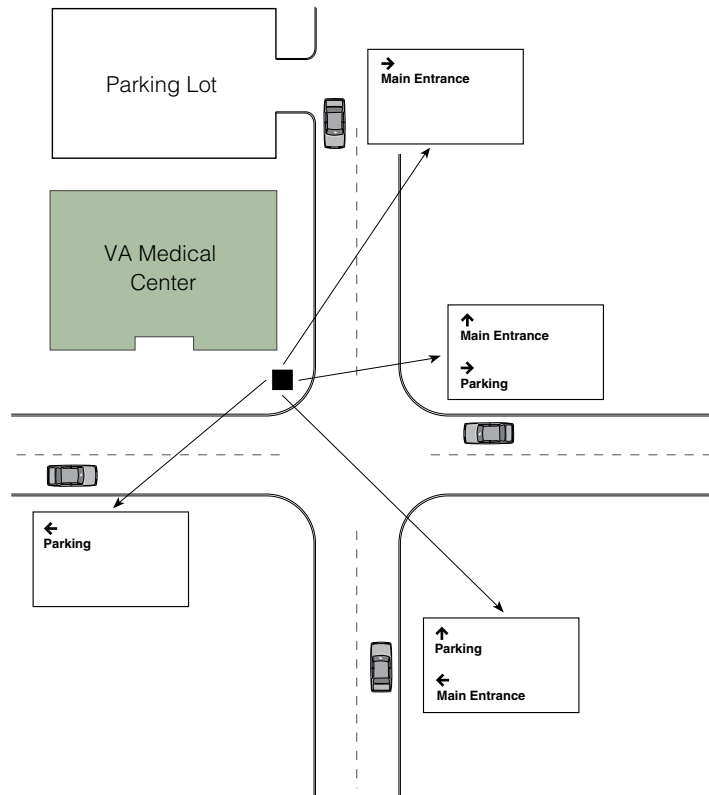 Parking Lot
→
Main Entrance
VA Medical
Center
↑
Main Entrance
→
Parking
←
Parking
↑
Parking
←
Main Entrance